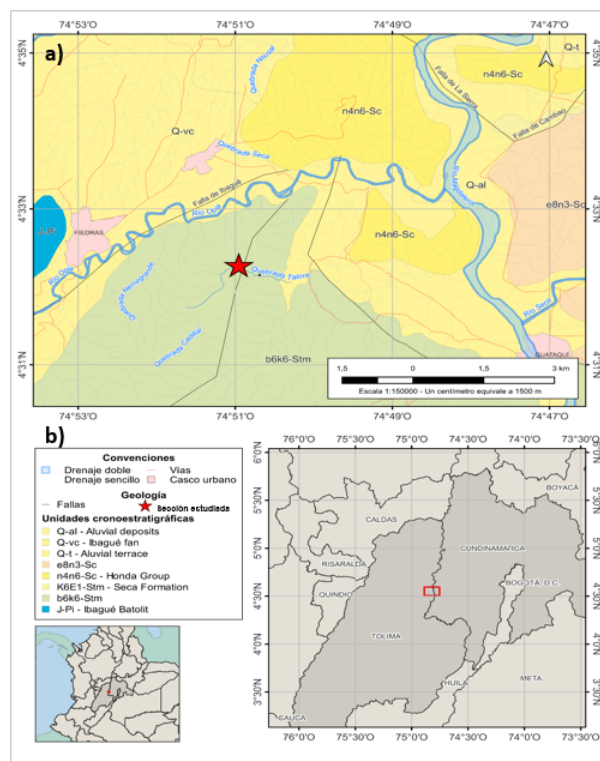 a)
74°53'O 74°51'O 74°49'O 74°47'O
4°35'N
4°35'N
Q-t
n4n6-Sc
Quebrada Nousal
Falla de La Sierra
n4n6-Sc
Q-vc
Quebrada Seca
Falla de Cambao
Río Magdalena
Q-al
Falla de Ibagué
e8n3-Sc
4°33'N
4°33'N
J-Pi
PIEDRAS
Río Opia
n4n6-Sc
Río Opia
Quebrada Talora
Quebrada Nemegrande
Río Seco
Quebrada Cadillal
GUATAQUÍ
4°31'N
b6k6-Stm
4°31'N
1,5 0 1,5 3 km
Escala 1:150000 - Un centímetro equivale a 1500 m
74°53'O 74°51'O 74°49'O 74°47'O
b)
Convenciones
Drenaje doble Vías
Drenaje sencillo Casco urbano
Geología
Fallas Sección estudiada
Unidades cronoestratigráficas
Q-al - Aluvial deposits
Q-vc - Ibagué fan
Q-t - Aluvial terrace
e8n3-Sc
n4n6-Sc - Honda Group
K6E1-Stm - Seca Formation
b6k6-Stm
J-Pi - Ibagué Batolit
76°0'O 75°30'O 75°0'O 74°30'O 74°0'O 73°30'O
6°0'N
6°0'N
BOYACÁ
5°30'N
5°30'N
CALDAS
5°0'N
CUNDINAMARCA
5°0'N
RISARALDA
BOGOTÁ, D.C.
4°30'N
QUINDIO
4°30'N
TOLIMA
4°0'N
4°0'N
META
HUILA
3°30'N
3°30'N
CAUCA
76°0'O 75°30'O 75°0'O 74°30'O 74°0'O 73°30'O